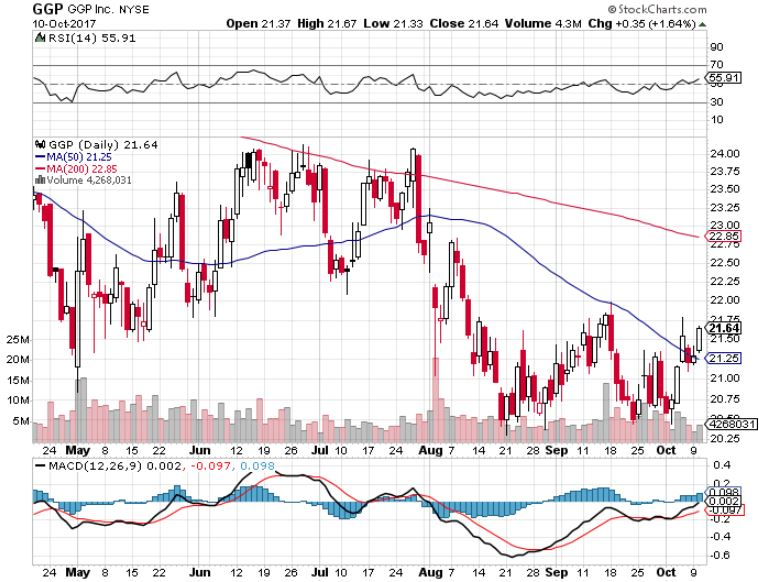 GGP GGP Inc. NYSE © StockCharts.com
10-Oct-2017 Open 21.37 High 21.67 Low 21.33 Close 21.64 Volume 4.3M Chg +0.35 (+1.64%)
RSI(14) 55.91
90
70
55.91
50
30
10
GGP (Daily) 21.64
MA(50) 21.25
MA(200) 22.85
Volume 4,268,031
24.00
23.75
23.50
23.25
23.00
22.85
22.75
22.50
22.25
22.00
21.75
21.64
21.50
25M
20M 21.25
15M 21.00
10M 20.75
5M 20.50
4268031
20.25
24 May 8 15 22 Jun 12 19 26 Jul 10 17 24 Aug 7 14 21 28 Sep 11 18 25 Oct 9
MACD(12,26,9) 0.002, -0.097, 0.098
0.4
0.2
0.098
0.002
-0.097
-0.2
-0.4
-0.6
24 May 8 15 22 Jun 12 19 26 Jul 10 17 24 Aug 7 14 21 28 Sep 11 18 25 Oct 9